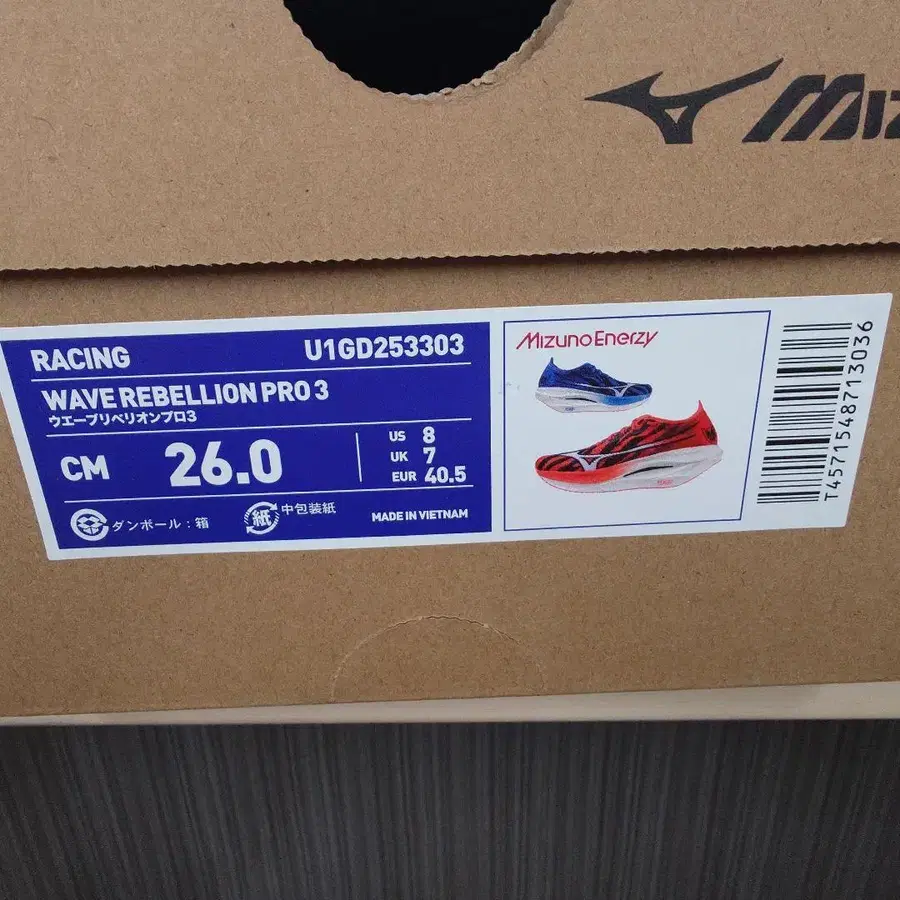 RACING
U1GD253303
WAVE REBELLION PRO 3
ウエーブリベリオンプロ3
CM 26.0
US 8
UK 7
EUR 40.5
ダンボール:箱
紙 中包装紙
MADE IN VIETNAM
Mizuno Enerzy
T4571548713036